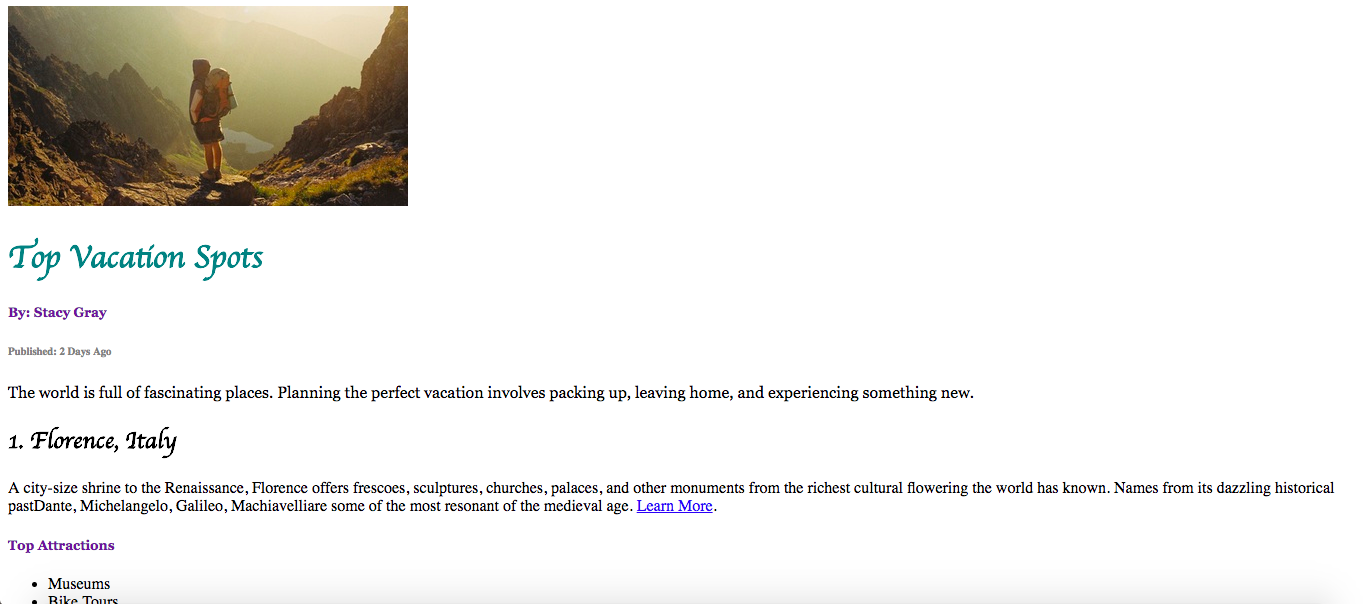 Top Vacation Spots
By: Stacy Gray
Published: 2 Days Ago
The world is full of fascinating places. Planning the perfect vacation involves packing up, leaving home, and experiencing something new.
1. Florence, Italy
A city-size shrine to the Renaissance, Florence offers frescoes, sculptures, churches, palaces, and other monuments from the richest cultural flowering the world has known. Names from its dazzling historical
pastDante, Michelangelo, Galileo, Machiavelliare some of the most resonant of the medieval age. Learn More.
Top Attractions
• Museums
• Bike Tours